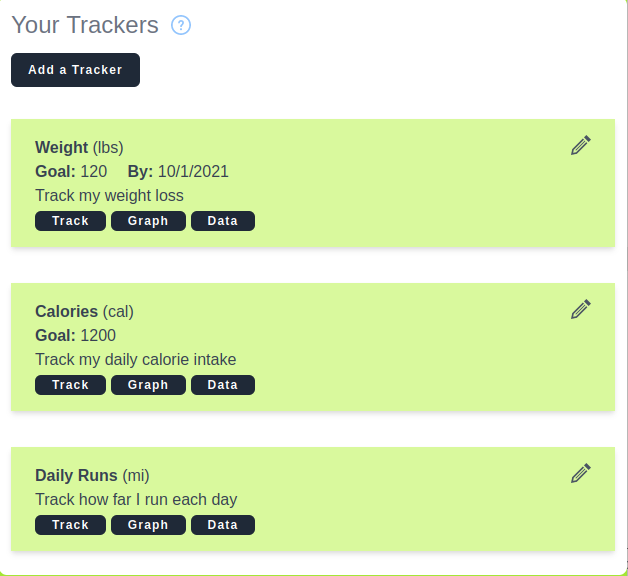 Your Trackers ?
Add a Tracker
Weight (lbs)
Goal: 120 By: 10/1/2021
Track my weight loss
Track Graph Data
Calories (cal)
Goal: 1200
Track my daily calorie intake
Track Graph Data
Daily Runs (mi)
Track how far I run each day
Track Graph Data